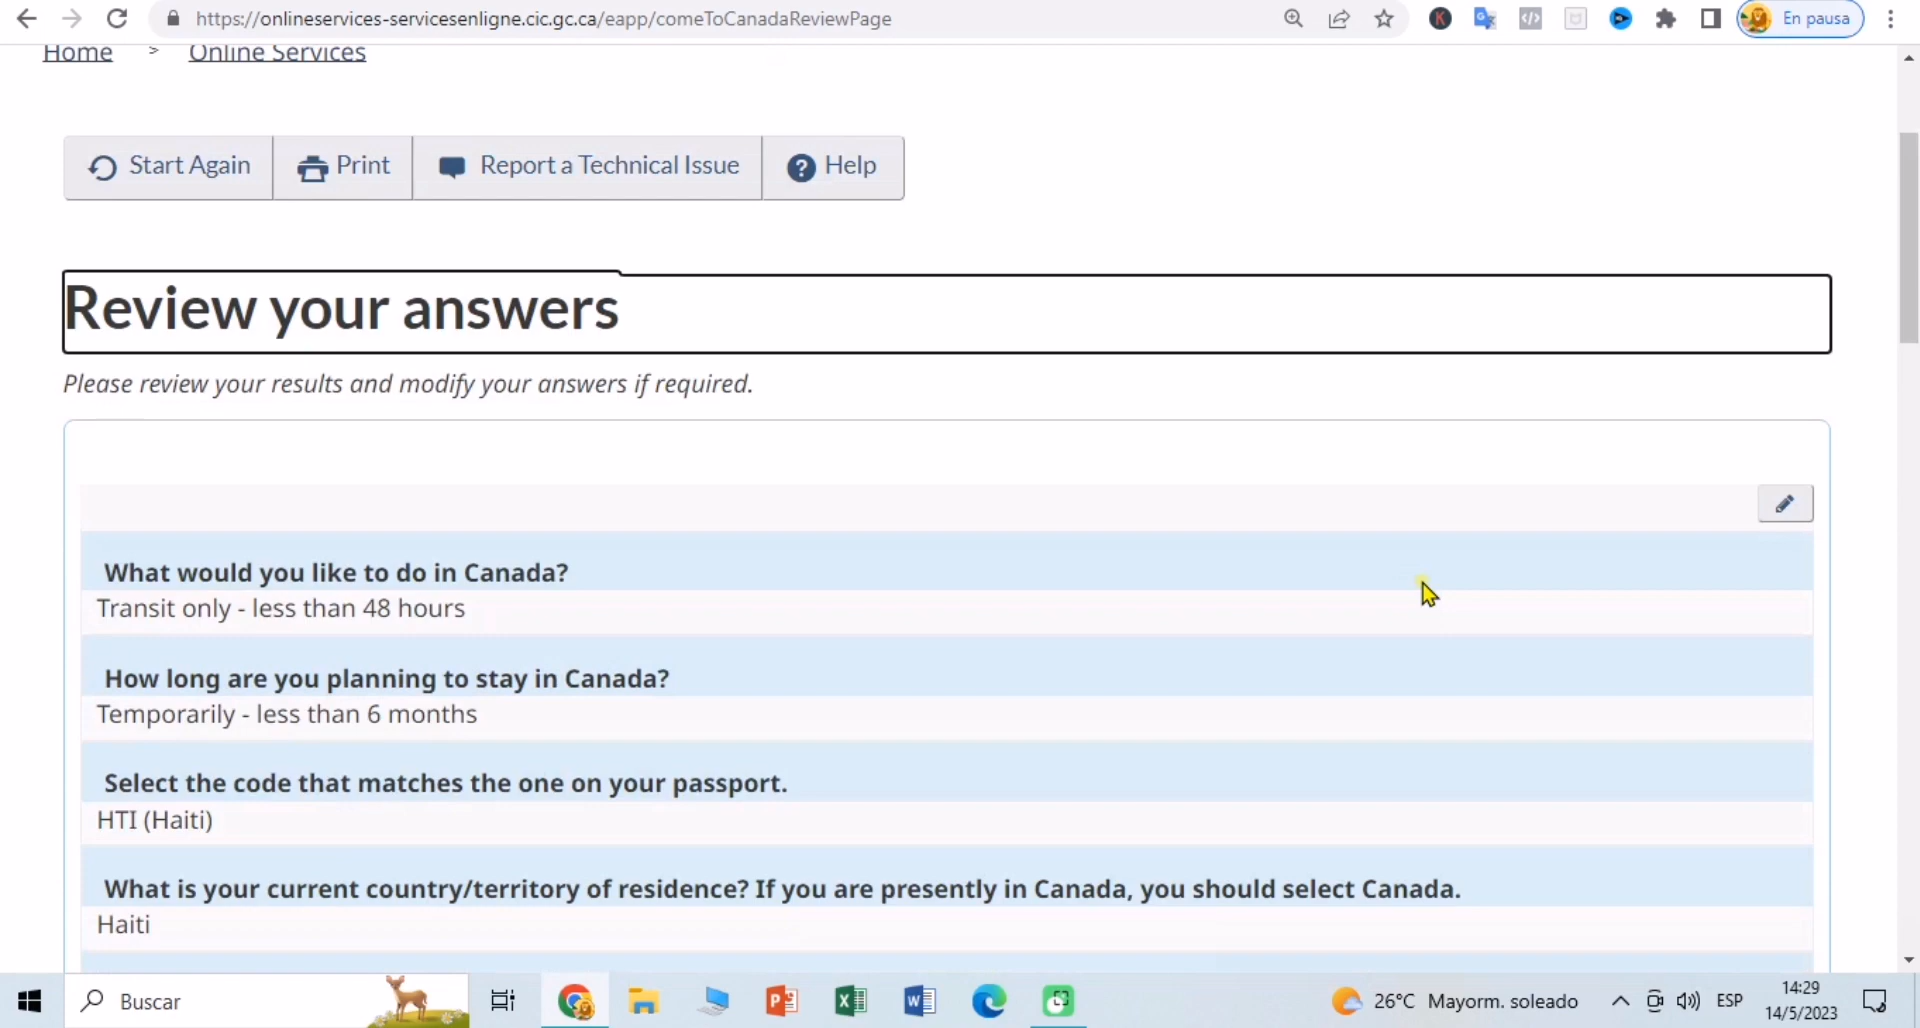 https://onlineservices-servicesenligne.cic.gc.ca/eapp/comeToCanadaReviewPage
En pausa
Home > Online Services
Start Again
Print
Report a Technical Issue
Help
Review your answers
Please review your results and modify your answers if required.
What would you like to do in Canada?
Transit only - less than 48 hours
How long are you planning to stay in Canada?
Temporarily - less than 6 months
Select the code that matches the one on your passport.
HTI (Haiti)
What is your current country/territory of residence? If you are presently in Canada, you should select Canada.
Haiti
Buscar
26°C Mayorm. soleado
ESP
14:29
14/5/2023